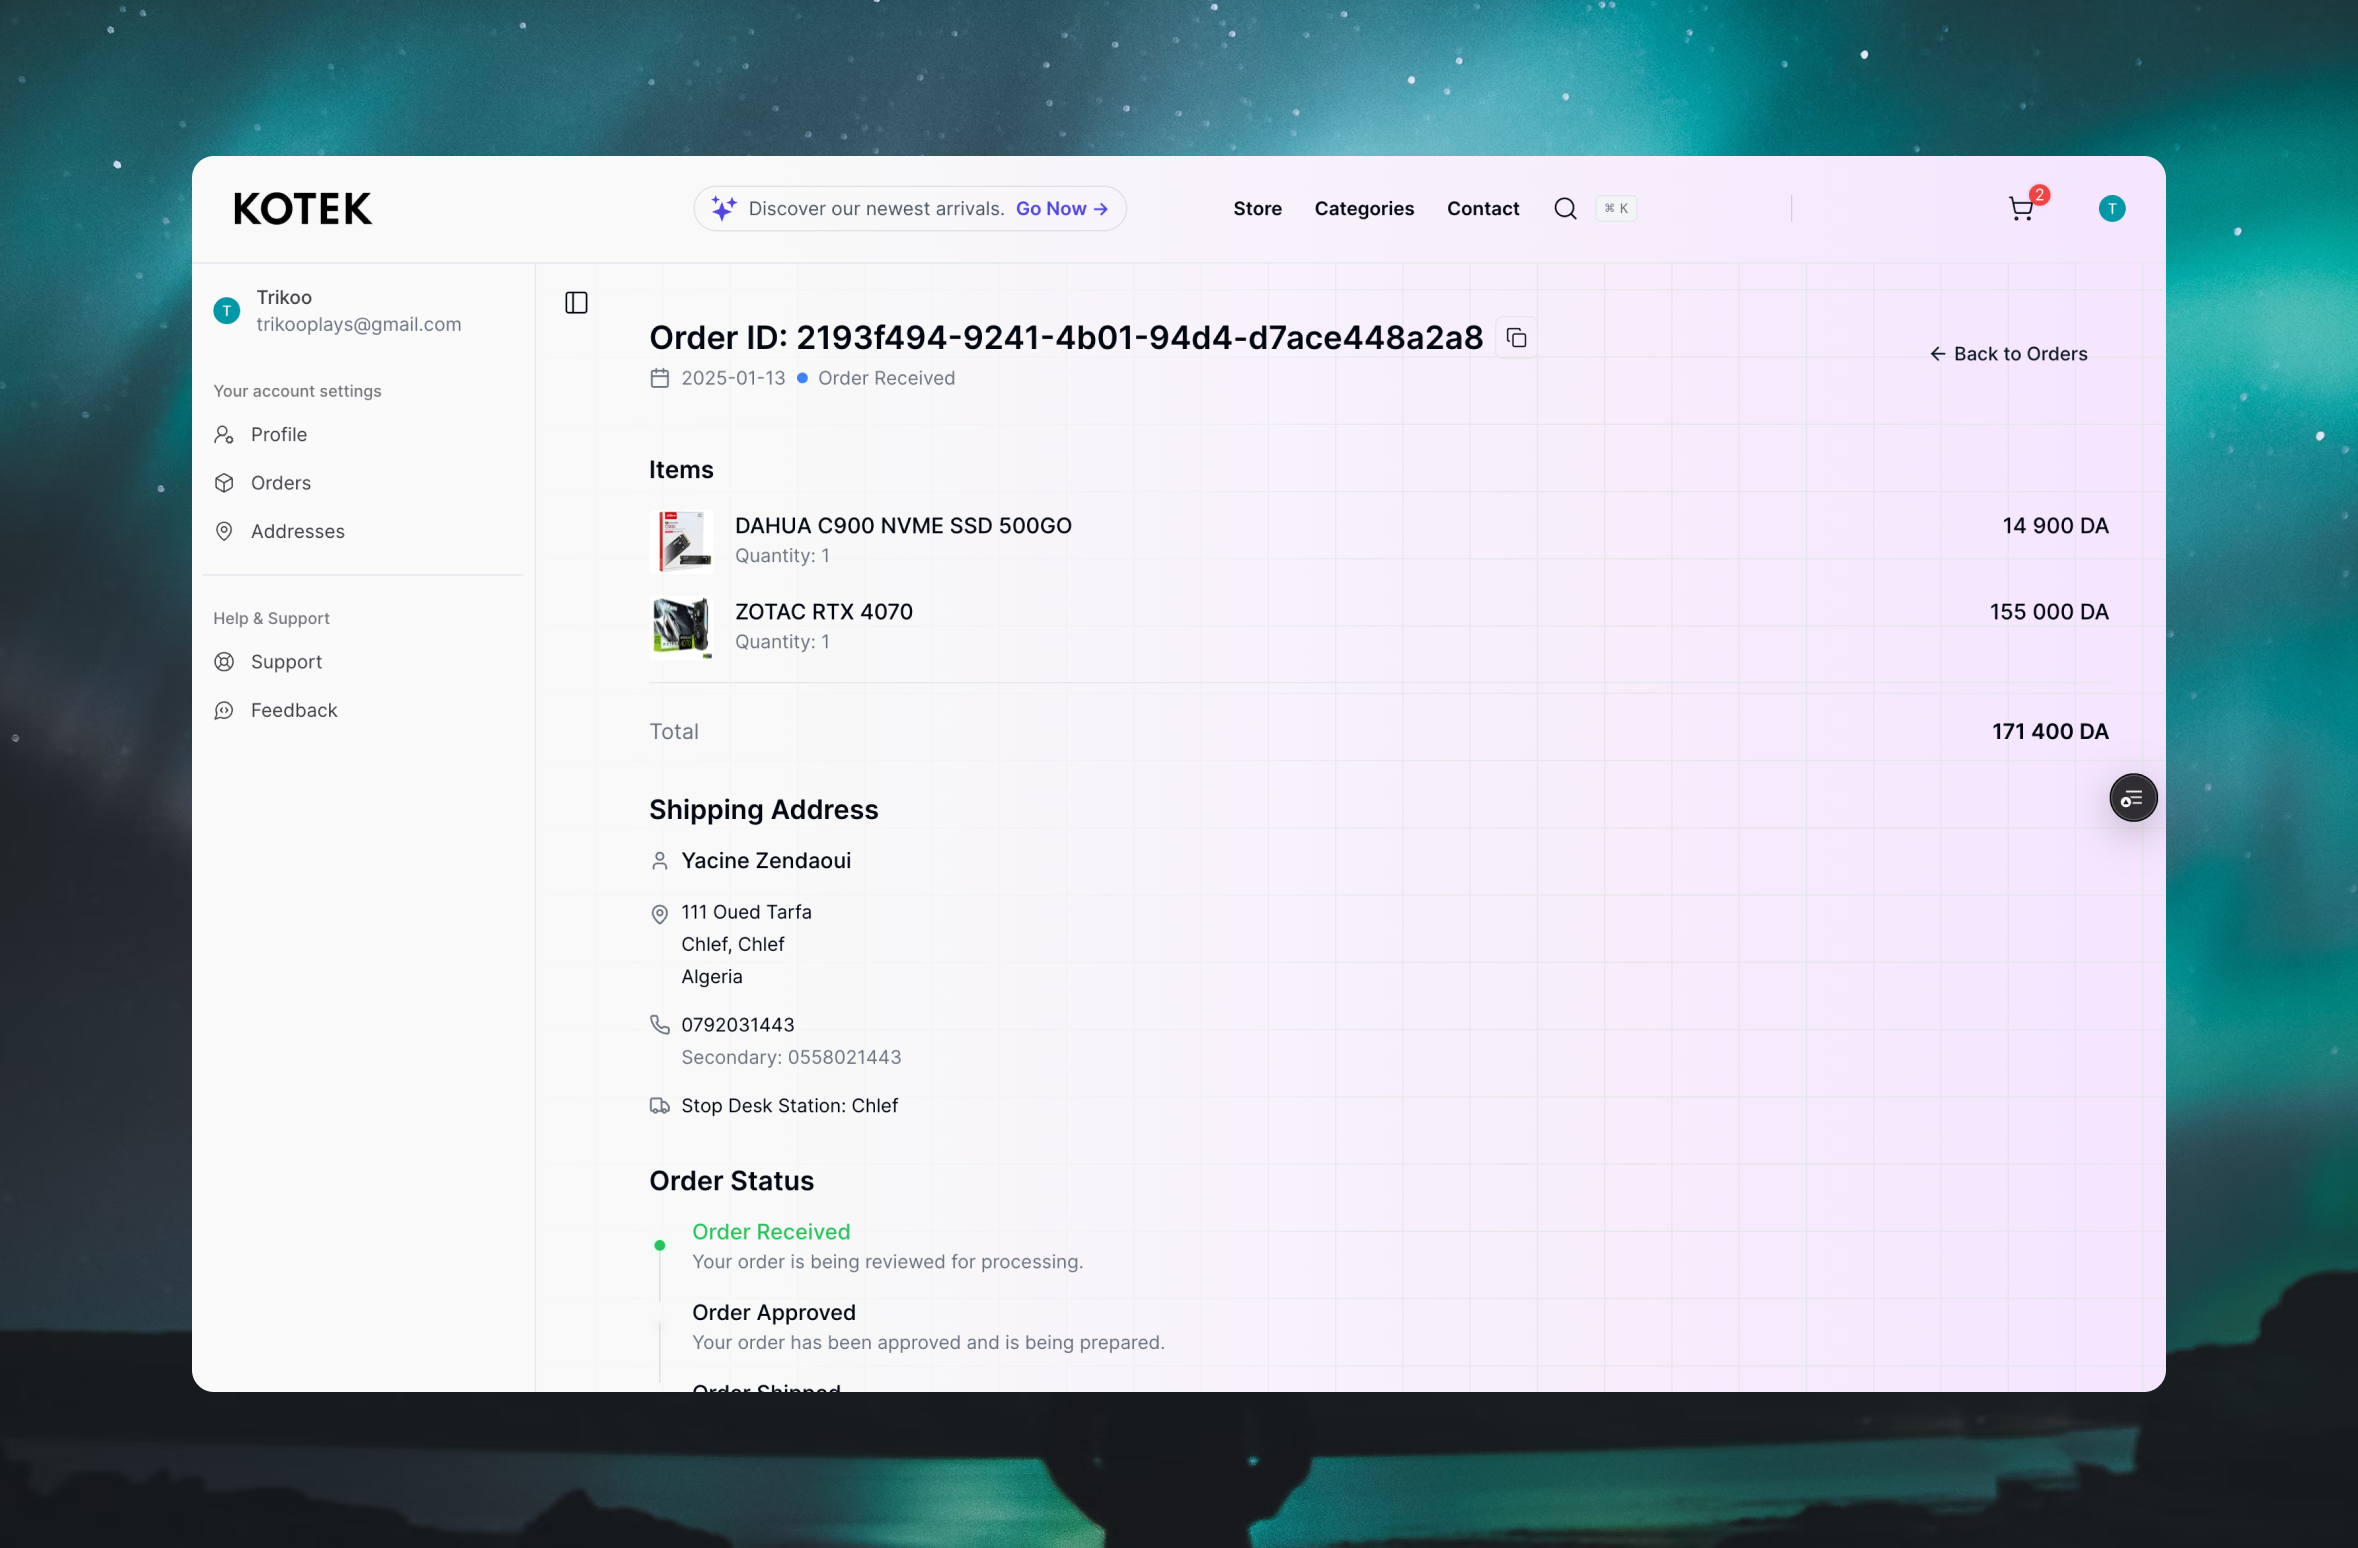 KOTEK
Discover our newest arrivals. Go Now →
Store
Categories
Contact
⌘ K
2
T
T
Trikoo
trikooplays@gmail.com
Your account settings
Profile
Orders
Addresses
Help & Support
Support
Feedback
Order ID: 2193f494-9241-4b01-94d4-d7ace448a2a8
2025-01-13 • Order Received
← Back to Orders
Items
DAHUA C900 NVME SSD 500GO
14 900 DA
Quantity: 1
ZOTAC RTX 4070
155 000 DA
Quantity: 1
Total
171 400 DA
Shipping Address
Yacine Zendaoui
111 Oued Tarfa
Chlef, Chlef
Algeria
0792031443
Secondary: 0558021443
Stop Desk Station: Chlef
Order Status
Order Received
Your order is being reviewed for processing.
Order Approved
Your order has been approved and is being prepared.
Order Shipped